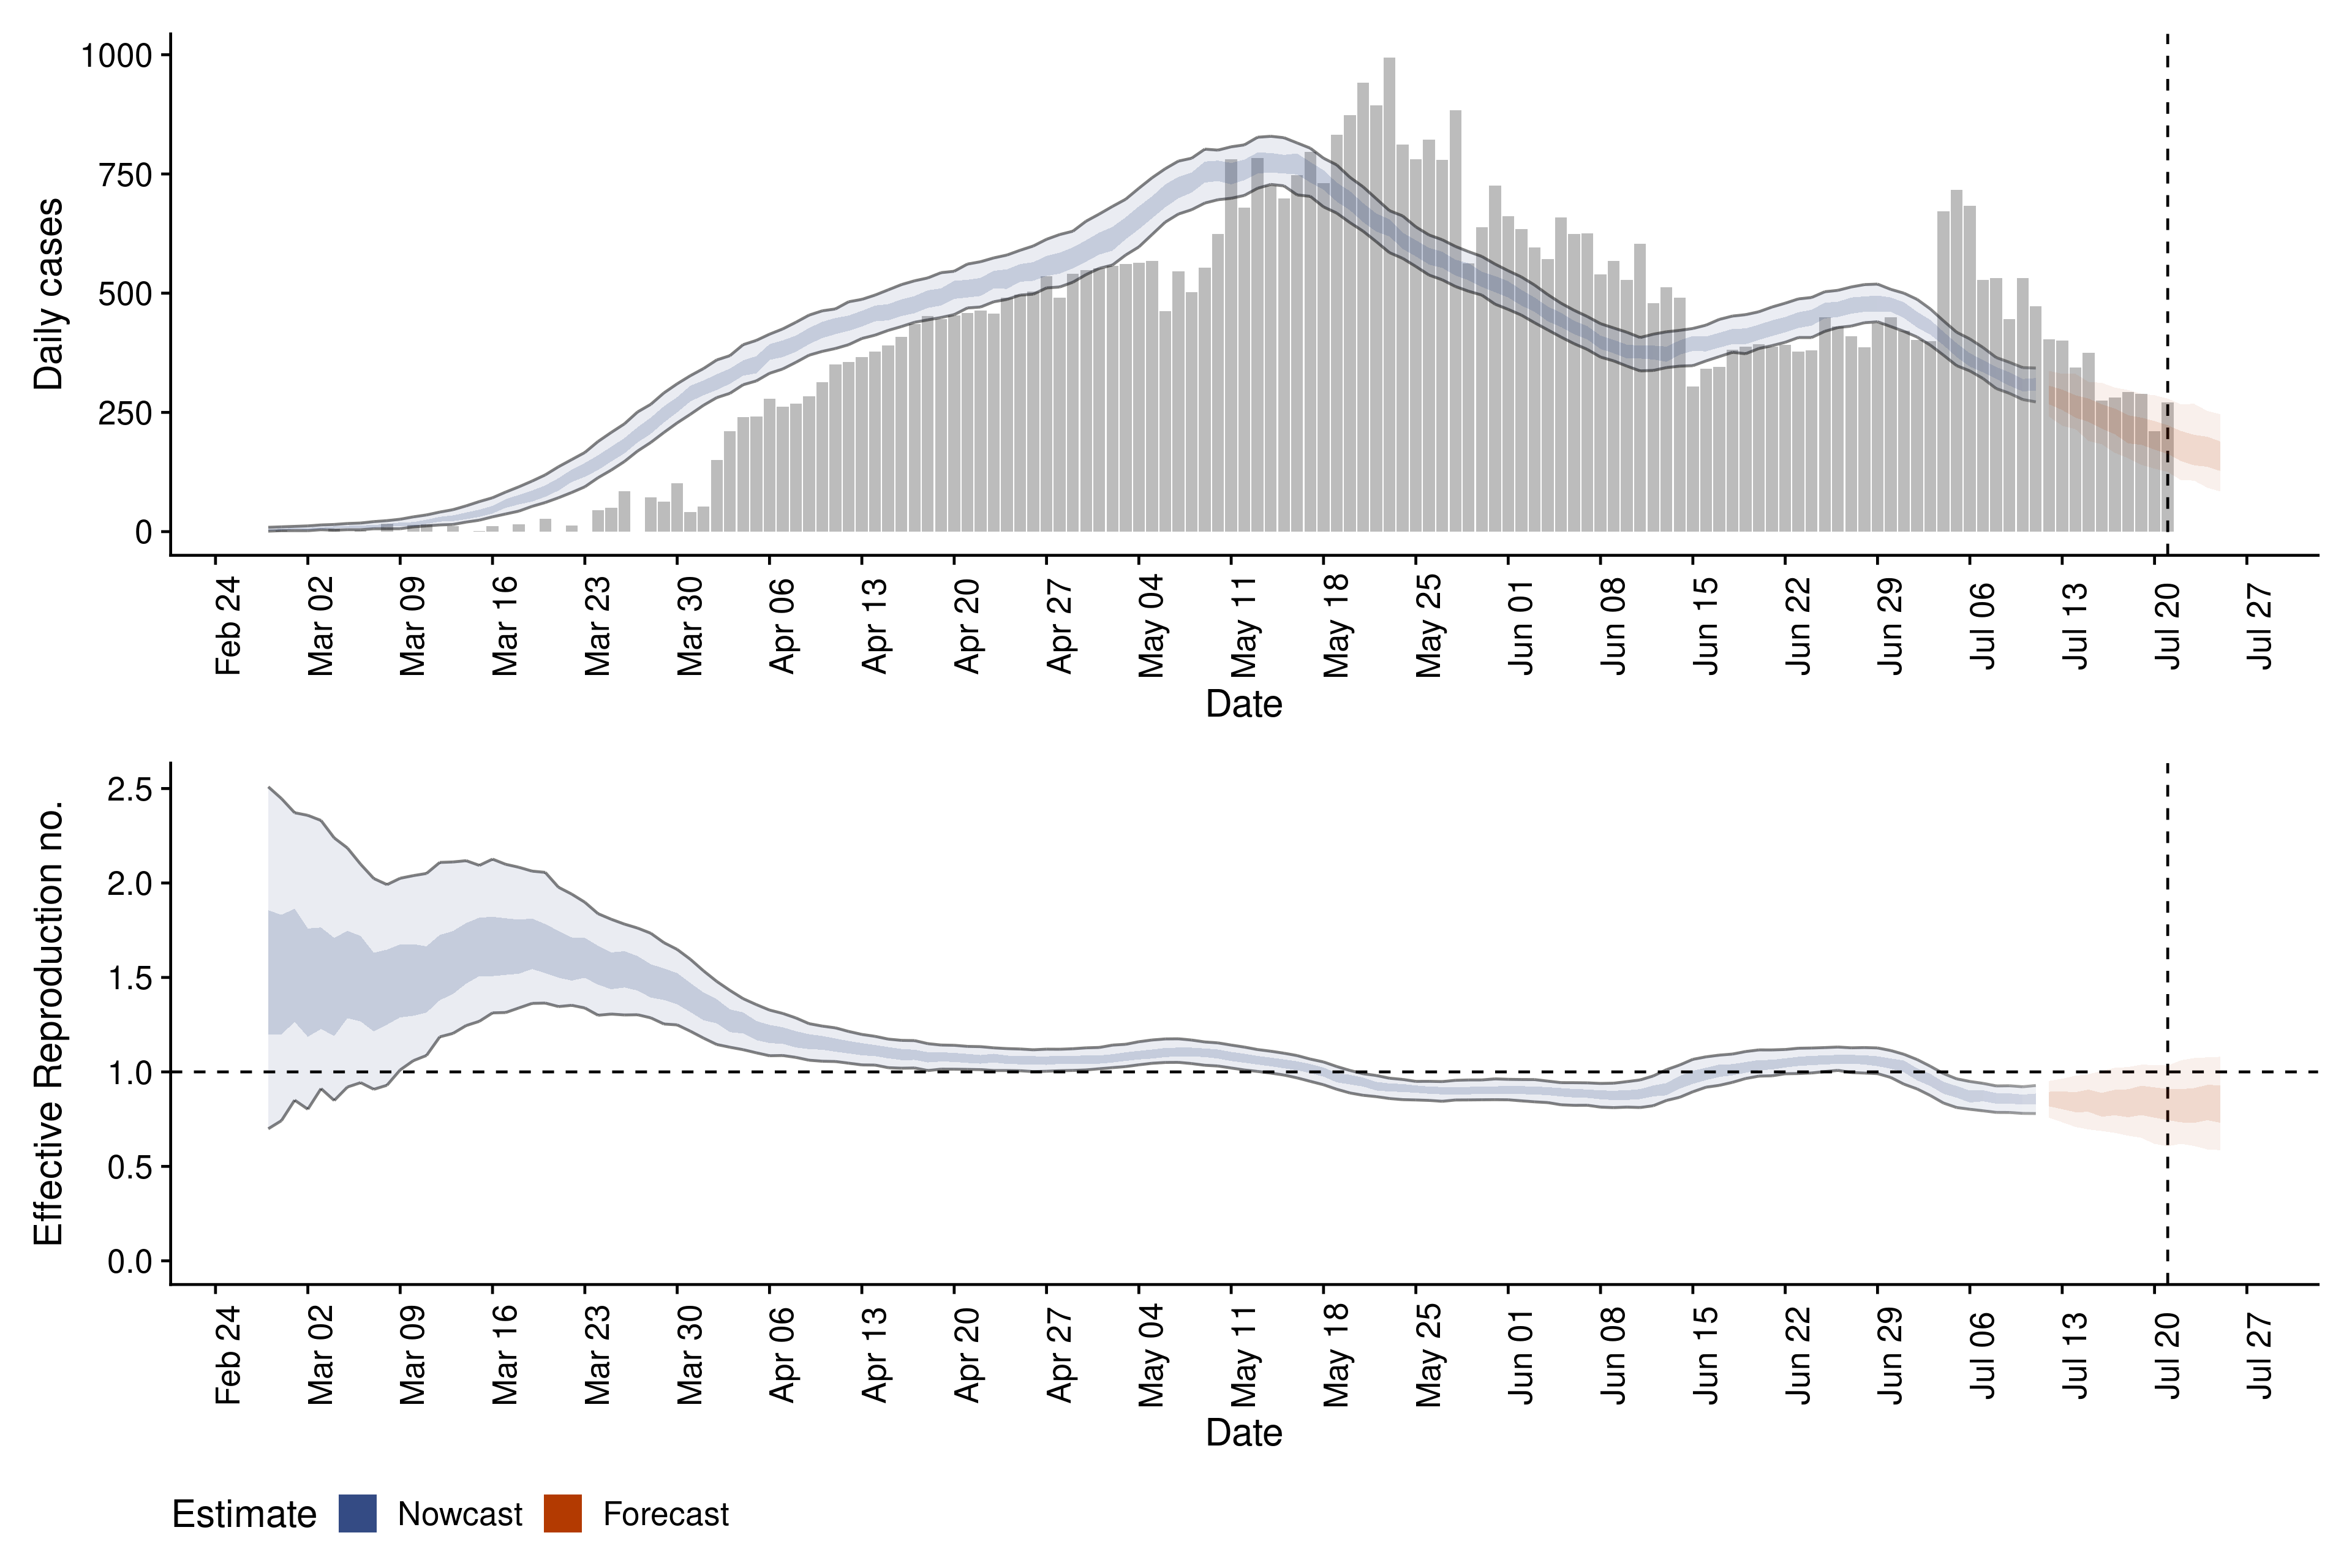 Daily cases
1000
750
500
250
0
Feb 24
Mar 02
Mar 09
Mar 16
Mar 23
Mar 30
Apr 06
Apr 13
Apr 20
Apr 27
May 04
May 11
May 18
May 25
Jun 01
Jun 08
Jun 15
Jun 22
Jun 29
Jul 06
Jul 13
Jul 20
Jul 27
Date
Effective Reproduction no.
2.5
2.0
1.5
1.0
0.5
0.0
Feb 24
Mar 02
Mar 09
Mar 16
Mar 23
Mar 30
Apr 06
Apr 13
Apr 20
Apr 27
May 04
May 11
May 18
May 25
Jun 01
Jun 08
Jun 15
Jun 22
Jun 29
Jul 06
Jul 13
Jul 20
Jul 27
Date
Estimate Nowcast Forecast